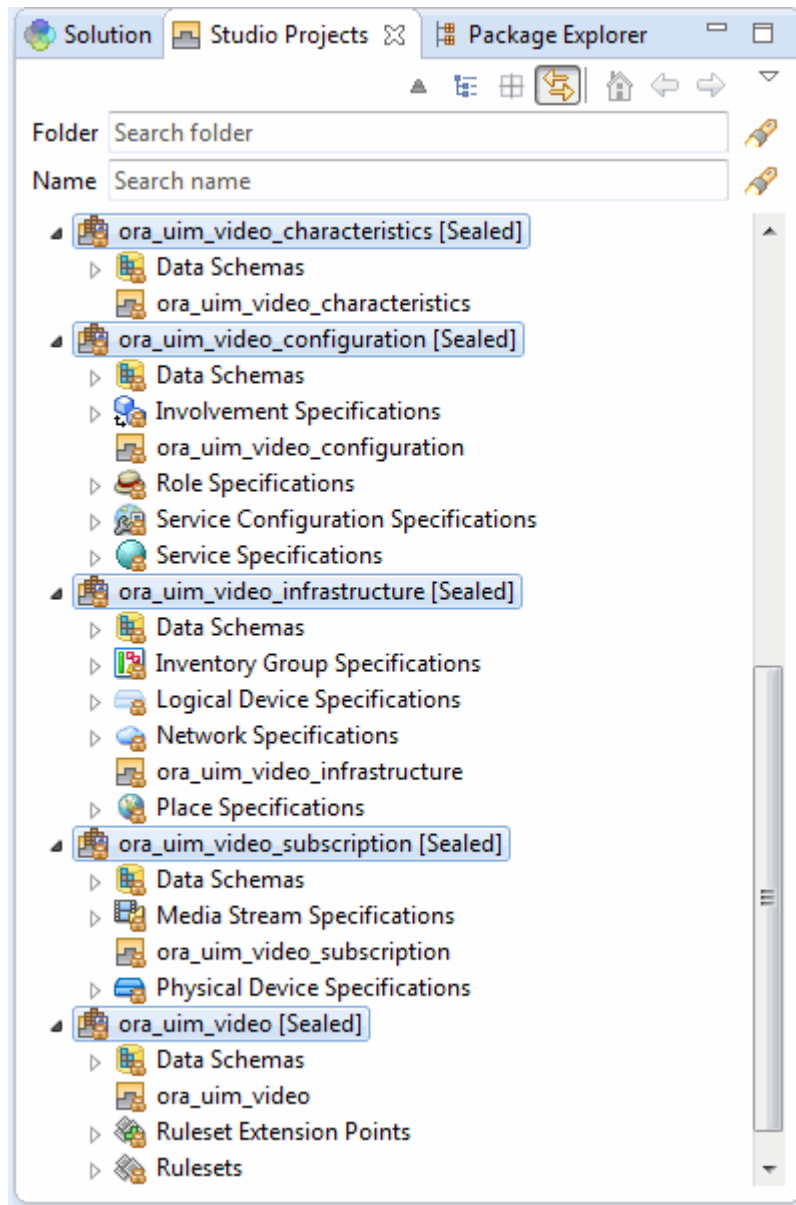 Solution Studio Projects Package Explorer
Folder Search folder
Name Search name
ora_uim_video_characteristics [Sealed]
Data Schemas
ora_uim_video_characteristics
ora_uim_video_configuration [Sealed]
Data Schemas
Involvement Specifications
ora_uim_video_configuration
Role Specifications
Service Configuration Specifications
Service Specifications
ora_uim_video_infrastructure [Sealed]
Data Schemas
Inventory Group Specifications
Logical Device Specifications
Network Specifications
ora_uim_video_infrastructure
Place Specifications
ora_uim_video_subscription [Sealed]
Data Schemas
Media Stream Specifications
ora_uim_video_subscription
Physical Device Specifications
ora_uim_video [Sealed]
Data Schemas
ora_uim_video
Ruleset Extension Points
Rulesets